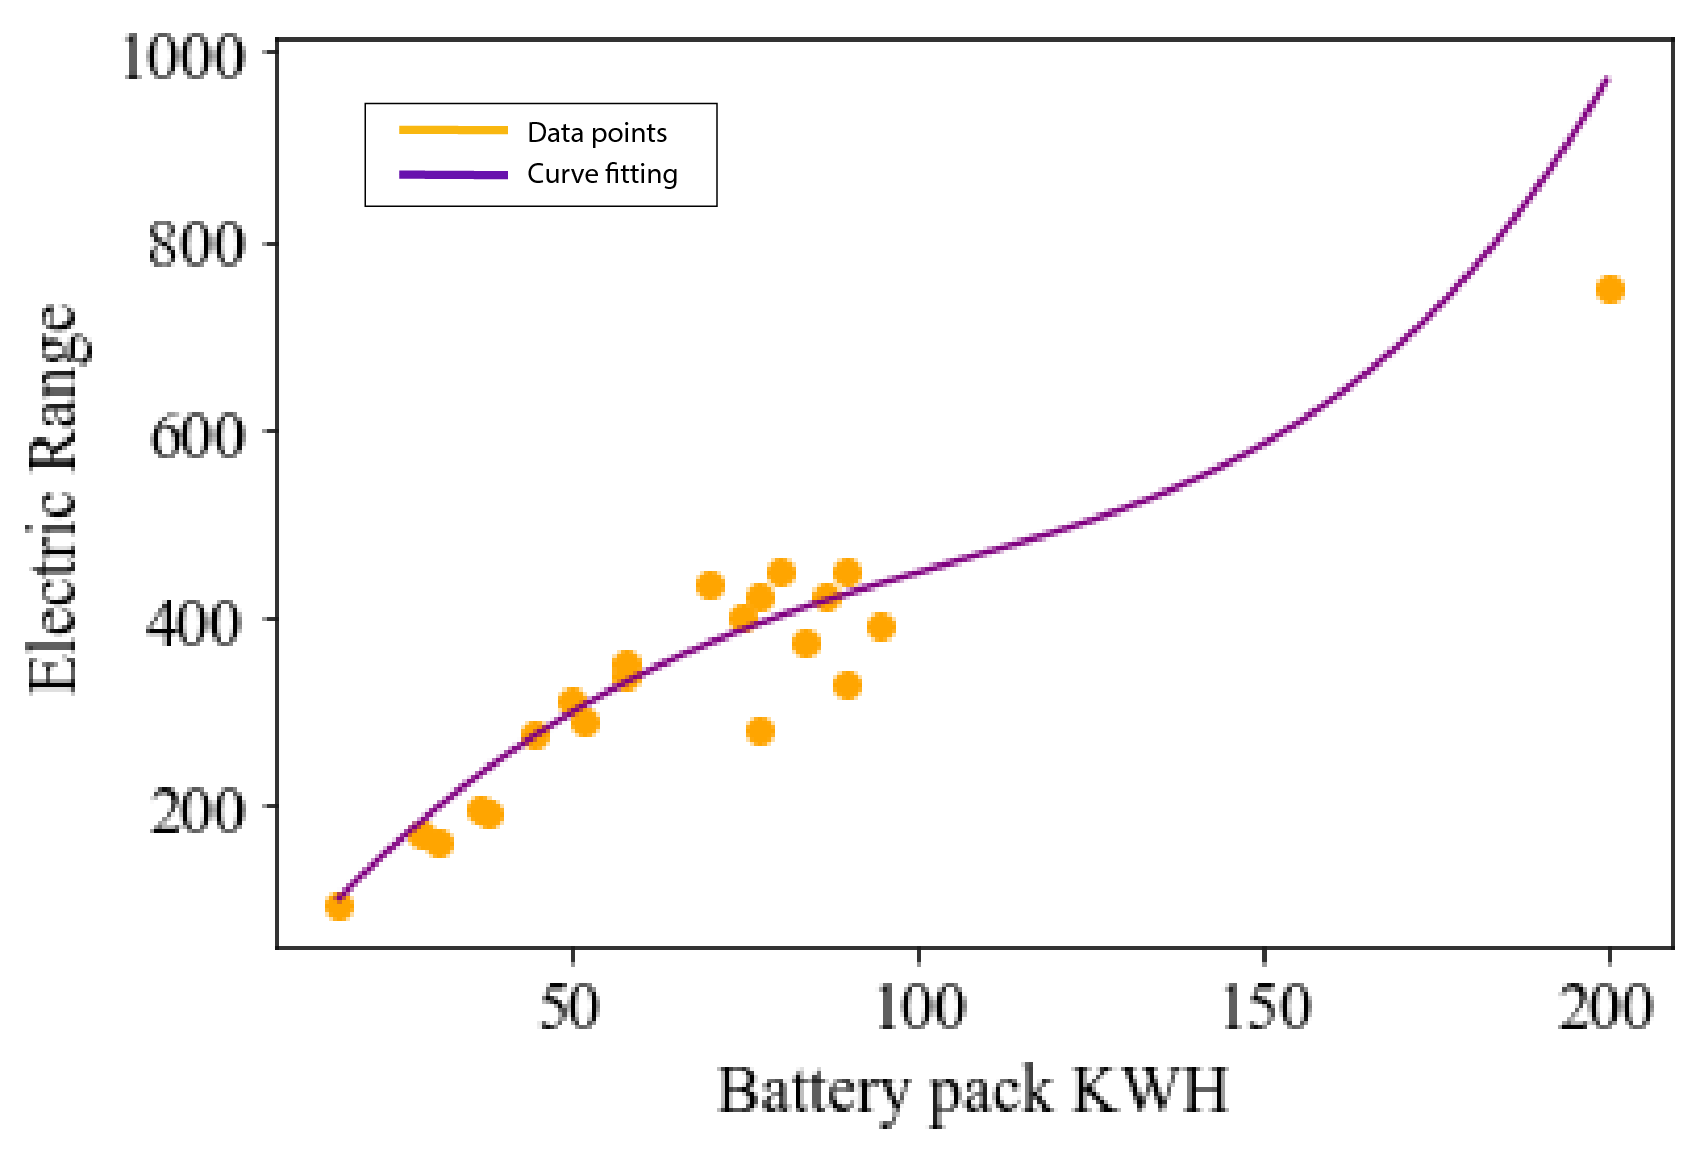 1000
800
600
400
200
Electric Range
Data points
Curve fitting
50 100 150 200
Battery pack KWH